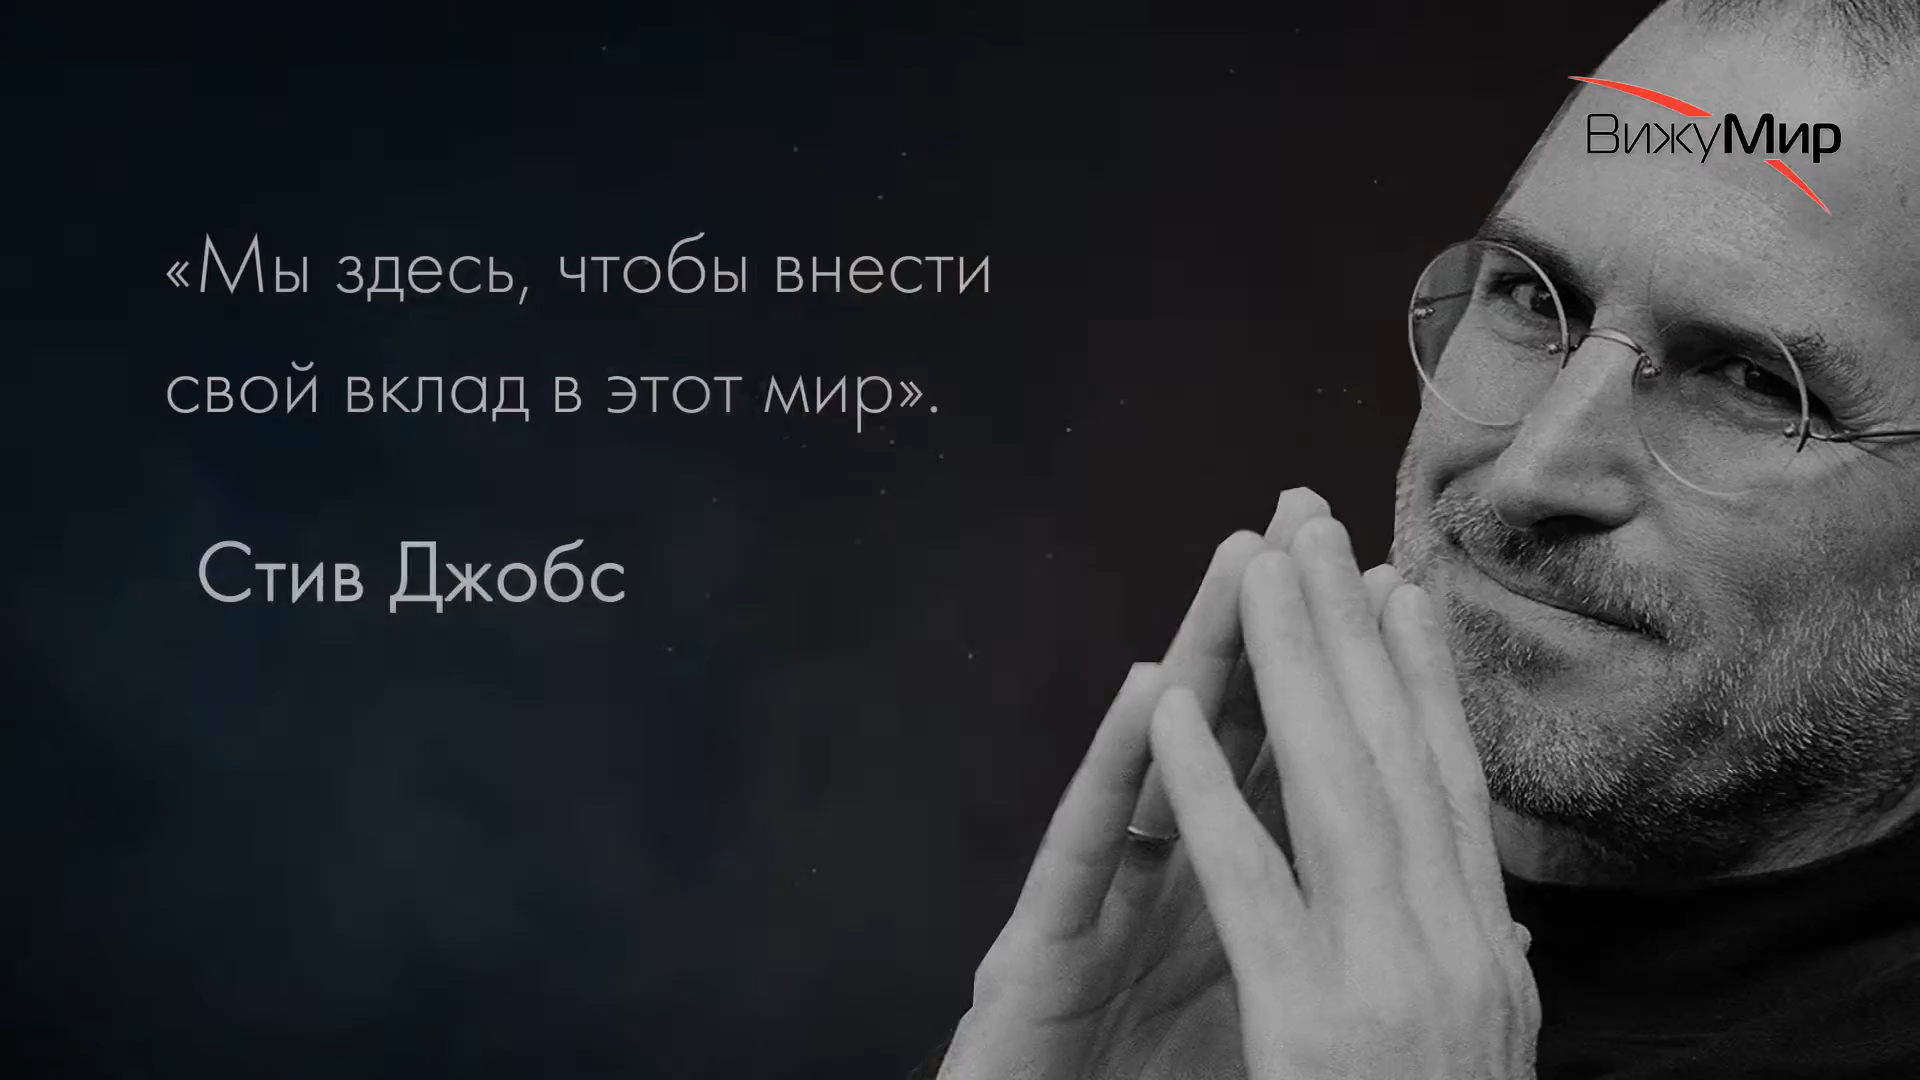 ВижуМир
«Мы здесь, чтобы внести
свой вклад в этот мир».
Стив Джобс